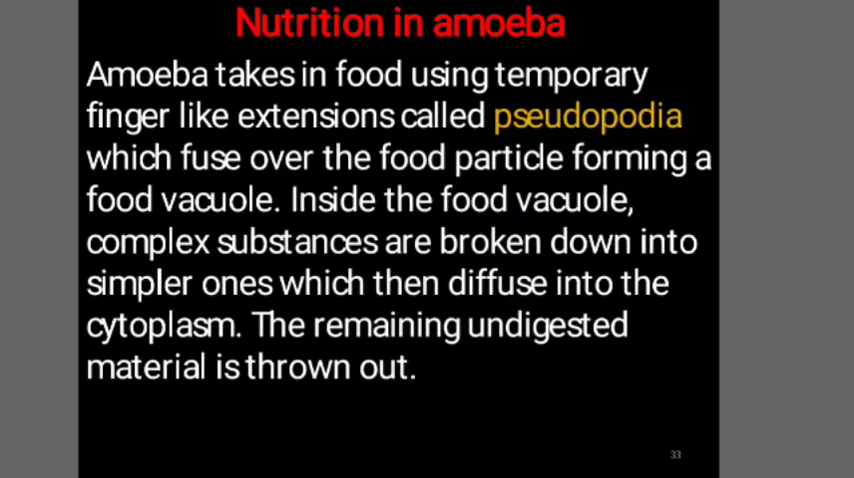 Nutrition in amoeba
Amoeba takes in food using temporary
finger like extensions called pseudopodia
which fuse over the food particle forming a
food vacuole. Inside the food vacuole,
complex substances are broken down into
simpler ones which then diffuse into the
cytoplasm. The remaining undigested
material is thrown out.
33